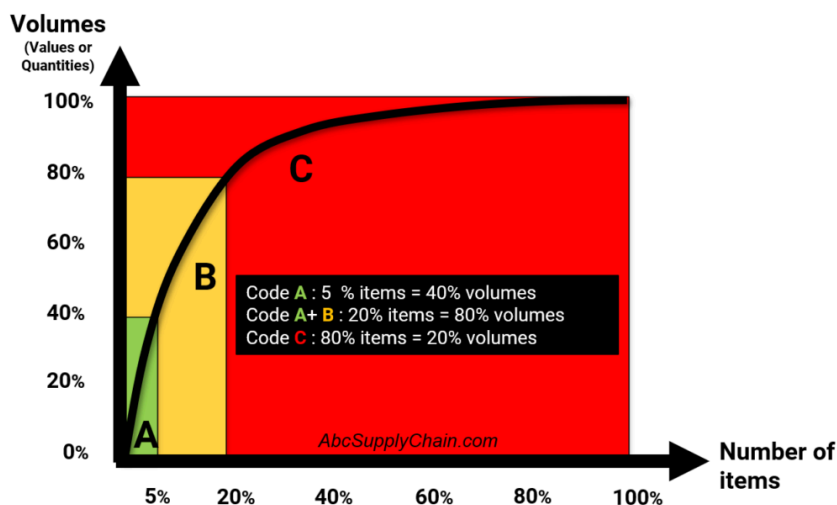 Volumes
(Values or
Quantities)
100%
80%
60%
40%
20%
0%
C
B
A
Code A : 5 % items = 40% volumes
Code A+ B : 20% items = 80% volumes
Code C : 80% items = 20% volumes
AbcSupplyChain.com
Number of
items
5% 20% 40% 60% 80% 100%